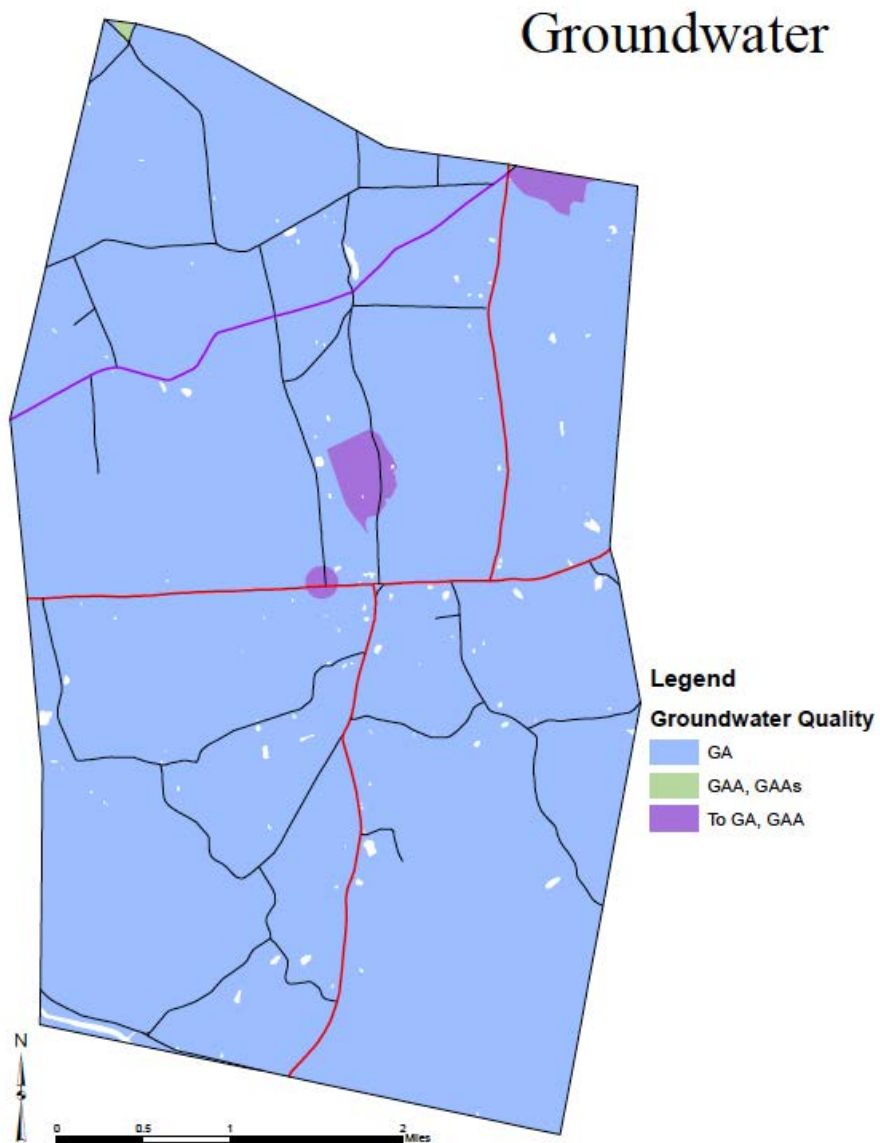 Groundwater
Legend
Groundwater Quality
GA
GAA, GAAs
To GA, GAA
N
0 0.5 1 2
Miles